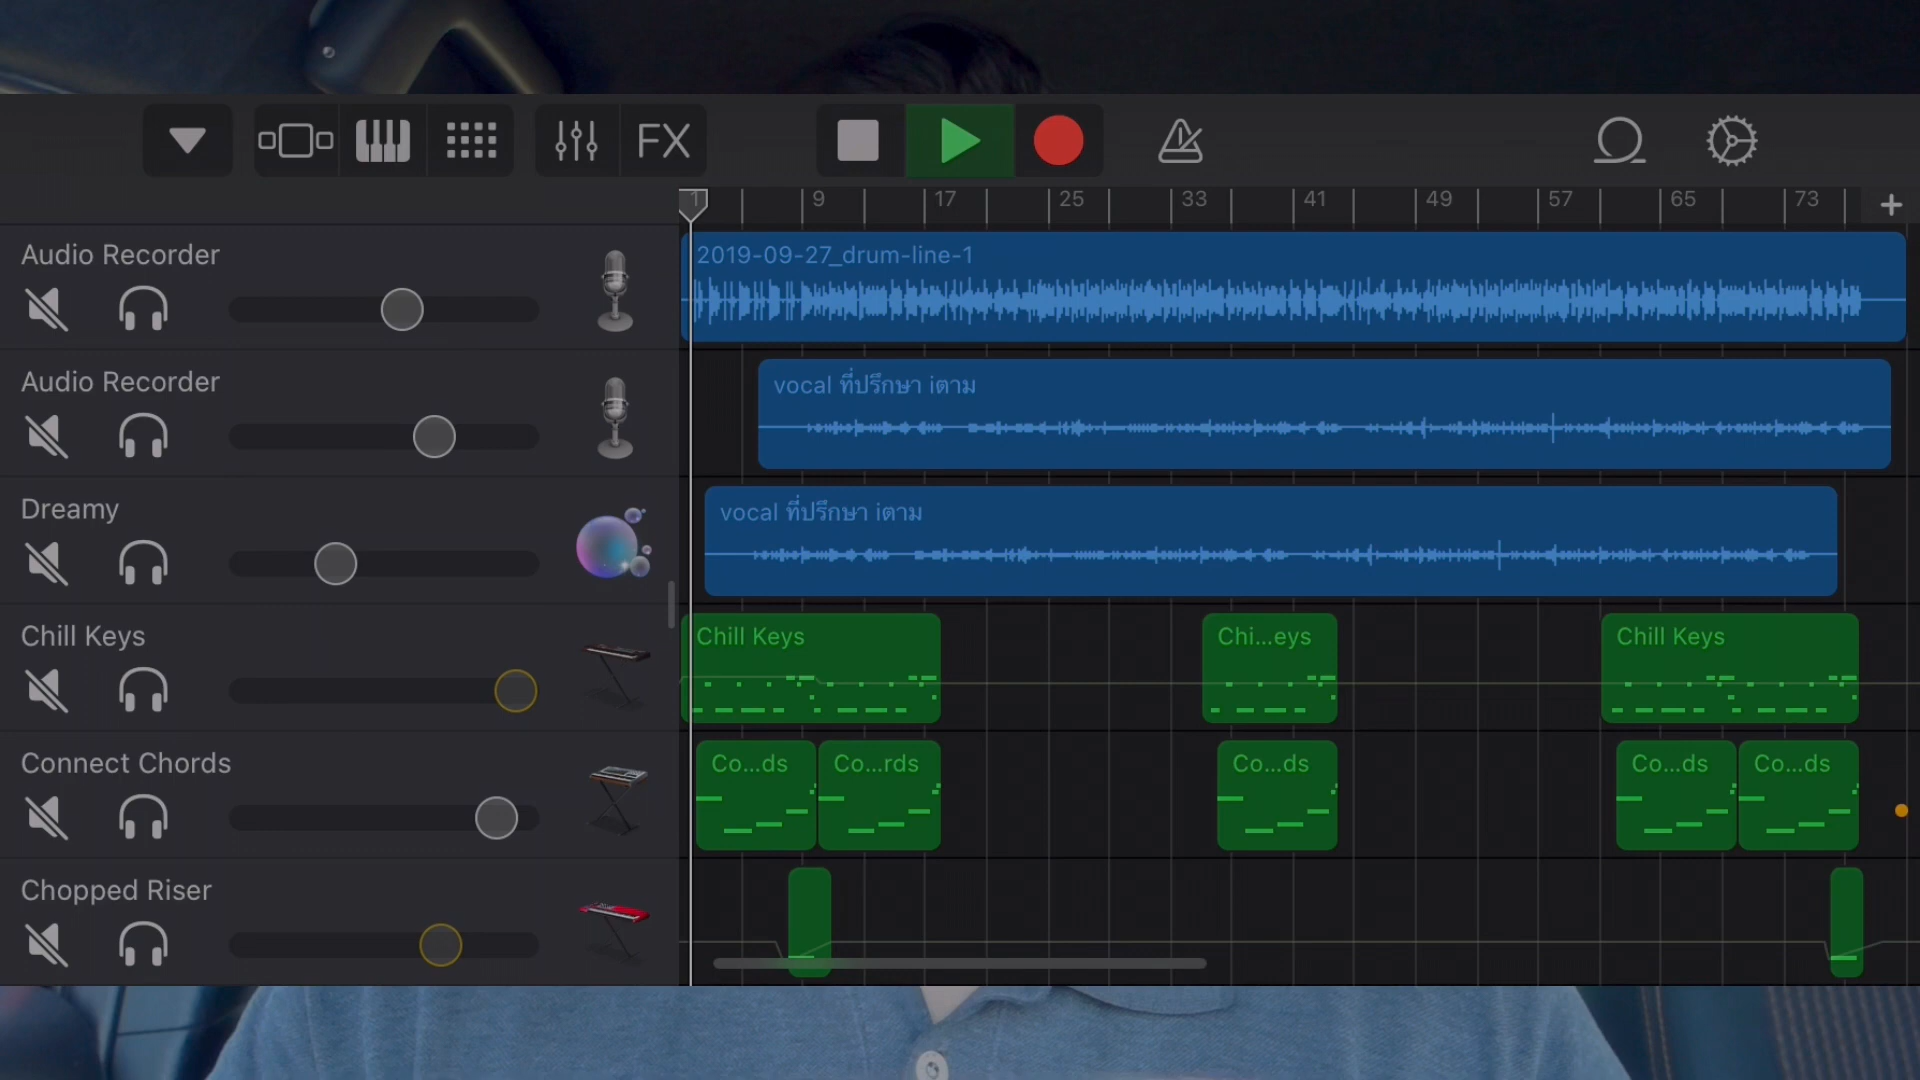 FX
1 9 17 25 33 41 49 57 65 73 +
Audio Recorder
2019-09-27_drum-line-1
Audio Recorder
vocal ที่ปรึกษา iตาม
Dreamy
vocal ที่ปรึกษา iตาม
Chill Keys
Chill Keys
Chi...eys
Chill Keys
Connect Chords
Co...ds
Co...rds
Co...ds
Co...ds
Co...ds
Chopped Riser